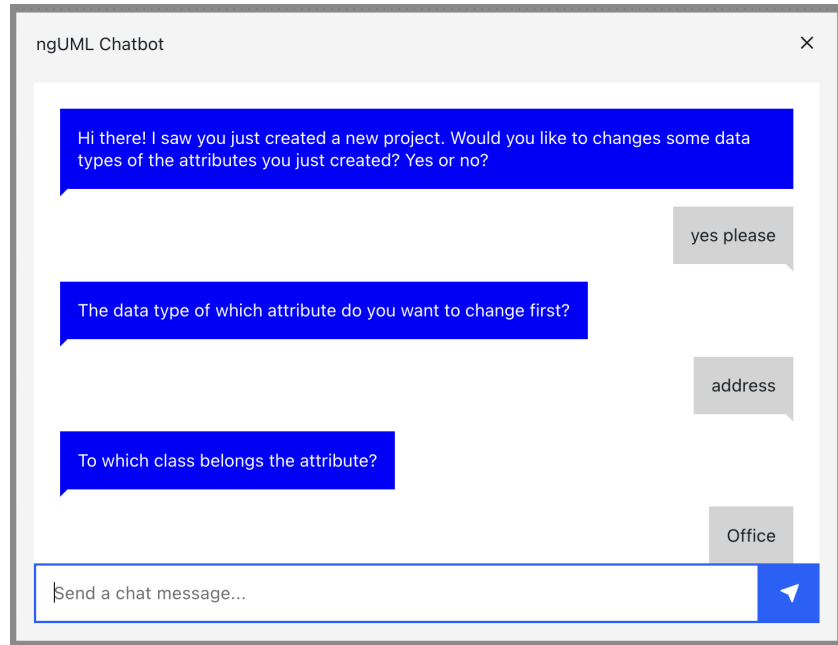 ngUML Chatbot
Hi there! I saw you just created a new project. Would you like to changes some data
types of the attributes you just created? Yes or no?
yes please
The data type of which attribute do you want to change first?
address
To which class belongs the attribute?
Office
Send a chat message...